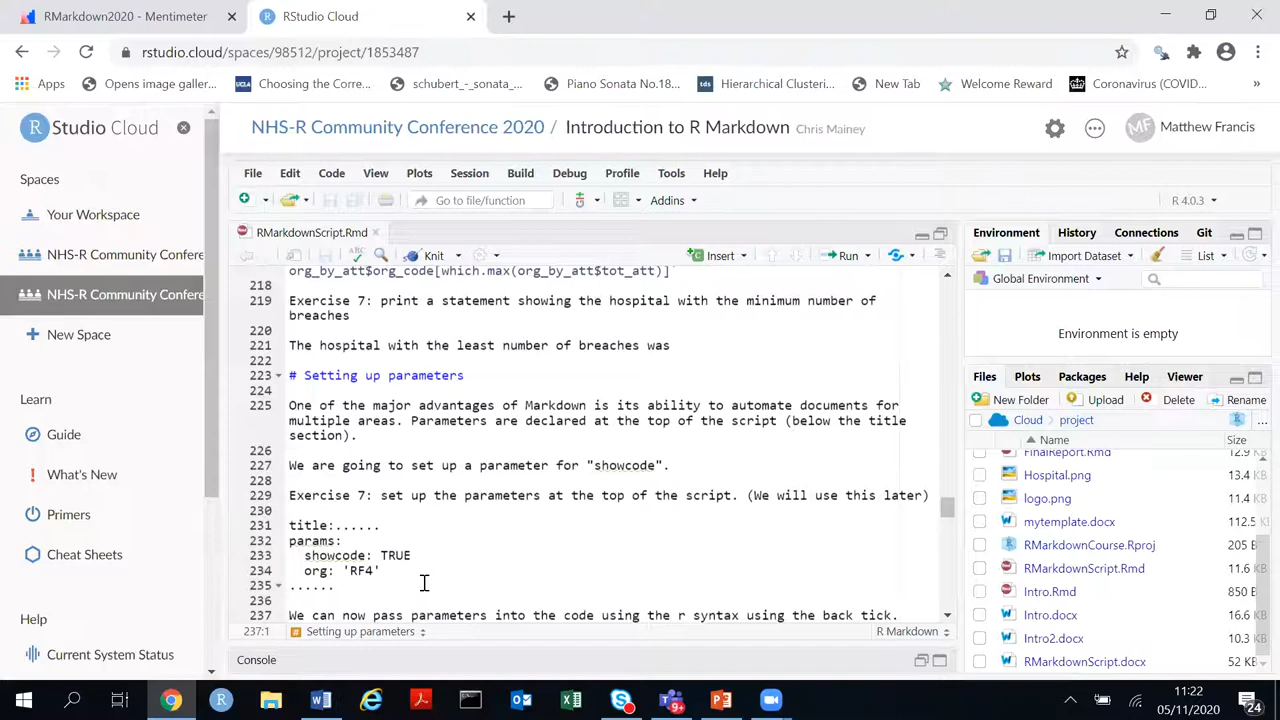 RMarkdown2020 - Mentimeter
RStudio Cloud
rstudio.cloud/spaces/98512/project/1853487
Apps
Opens image galler...
UCLA
Choosing the Corre...
schubert_-_sonata_...
Piano Sonata No.18...
tds
Hierarchical Clusteri...
New Tab
Welcome Reward
Coronavirus (COVID...
»
R Studio Cloud
NHS-R Community Conference 2020 / Introduction to R Markdown Chris Mainey
MF Matthew Francis
Spaces
Your Workspace
NHS-R Community Confere
NHS-R Community Confere
New Space
Learn
Guide
What's New
Primers
Cheat Sheets
Help
Current System Status
File Edit Code View Plots Session Build Debug Profile Tools Help
Go to file/function
Addins
R 4.0.3
RMarkdownScript.Rmd
ABC
Knit
Insert
Run
org_by_att$org_code[which.max(org_by_att$tot_att)]`
218
219 Exercise 7: print a statement showing the hospital with the minimum number of
breaches
220
221 The hospital with the least number of breaches was
222
223 # Setting up parameters
224
225 One of the major advantages of Markdown is its ability to automate documents for
multiple areas. Parameters are declared at the top of the script (below the title
section).
226
227 We are going to set up a parameter for "showcode".
228
229 Exercise 7: set up the parameters at the top of the script. (We will use this later)
230
231 title:......
232 params:
233 showcode: TRUE
234 org: 'RF4'
235 ......
236
237 We can now pass parameters into the code using the r syntax using the back tick.
237:1 # Setting up parameters
R Markdown
Console
Environment History Connections Git
Import Dataset
List
Global Environment
Environment is empty
Files Plots Packages Help Viewer
New Folder Upload Delete Rename
Cloud project
...
Name Size
FinalReport.Rmd 12.9 K
Hospital.png 13.4 K
logo.png 11.4 K
mytemplate.docx 112.5
RMarkdownCourse.Rproj 205 B
RMarkdownScript.Rmd 11.6 K
Intro.Rmd 850 B
Intro.docx 16.6 K
Intro2.docx 10.3 K
RMarkdownScript.docx 52 KB
9+
11:22
05/11/2020
24